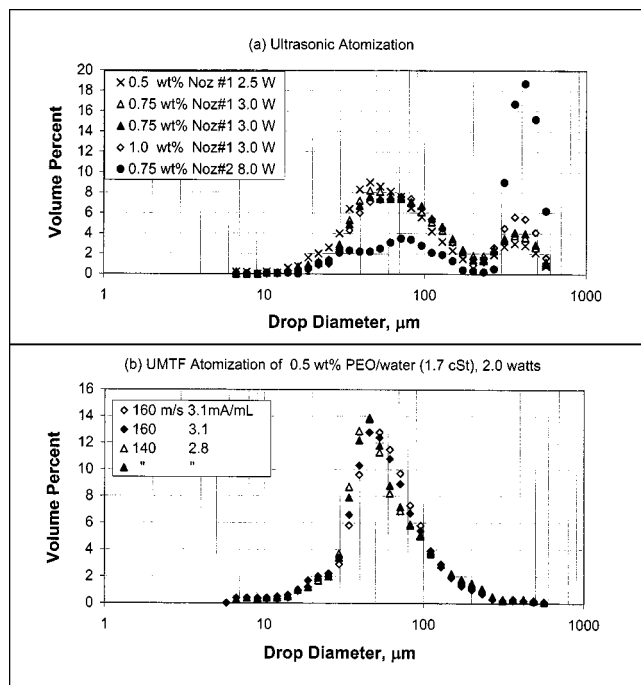 (a) Ultrasonic Atomization
Volume Percent
20
18
16
14
12
10
8
6
4
2
0
0.5 wt% Noz #1 2.5 W
0.75 wt% Noz#1 3.0 W
0.75 wt% Noz#1 3.0 W
1.0 wt% Noz#1 3.0 W
0.75 wt% Noz#2 8.0 W
1 10 100 1000
Drop Diameter, μm
(b) UMTF Atomization of 0.5 wt% PEO/water (1.7 cSt), 2.0 watts
Volume Percent
16
14
12
10
8
6
4
2
0
160 m/s 3.1mA/mL
160 3.1
140 2.8
" "
1 10 100 1000
Drop Diameter, μm